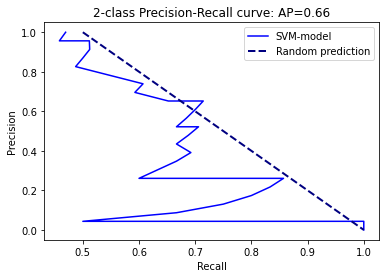 2-class Precision-Recall curve: AP=0.66
SVM-model
Random prediction
Precision
1.0
0.8
0.6
0.4
0.2
0.0
0.5 0.6 0.7 0.8 0.9 1.0
Recall